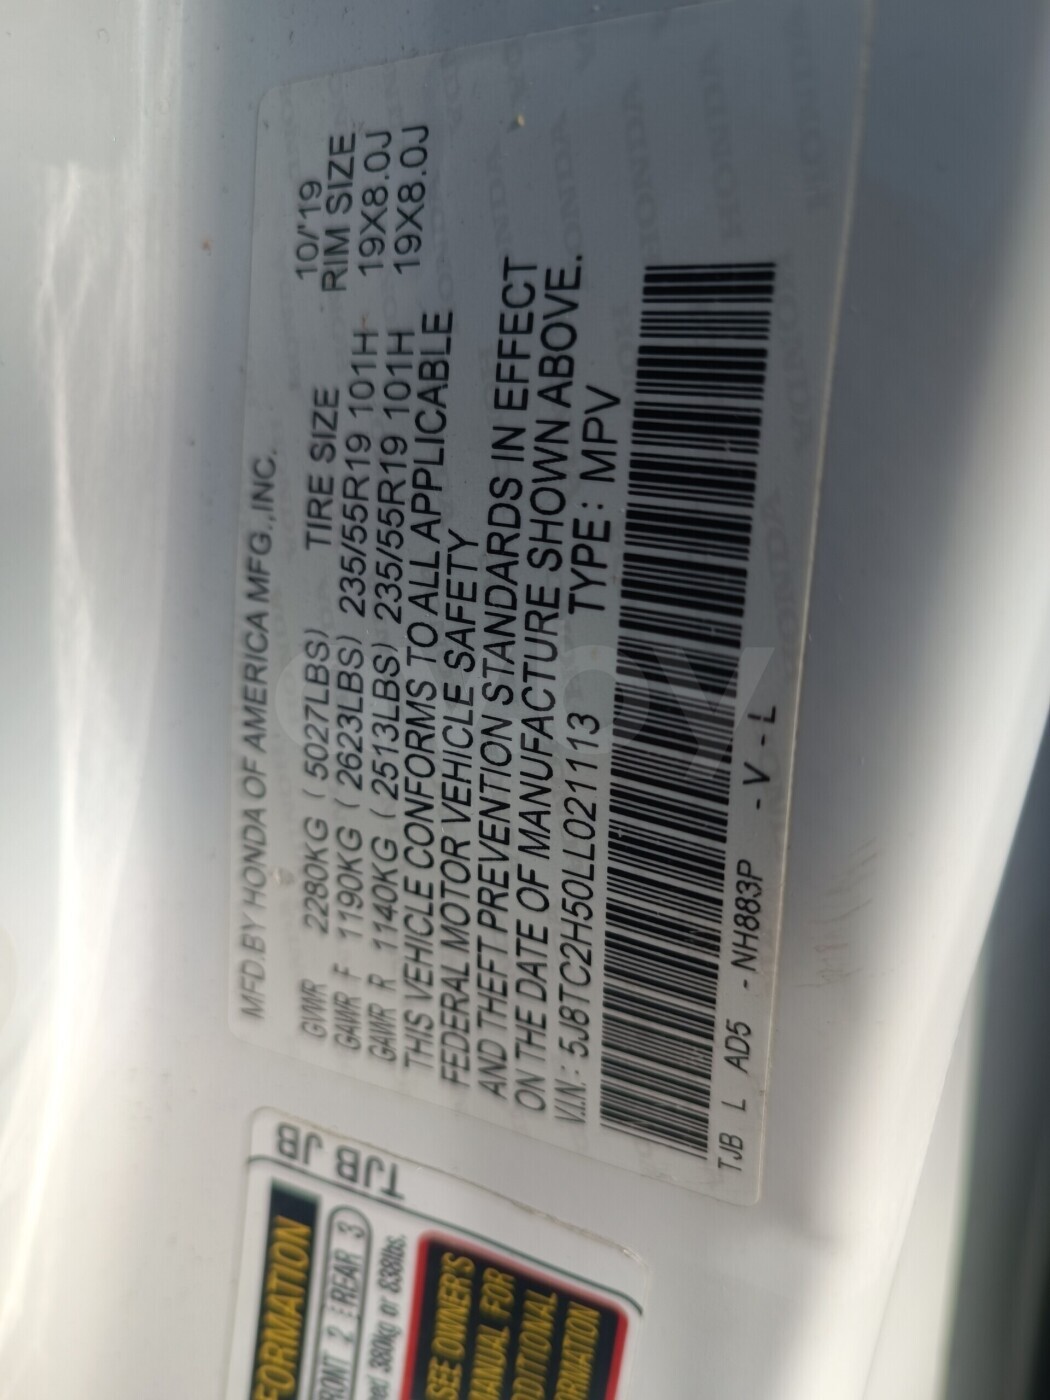 MFD.BY HONDA OF AMERICA MFG.,INC.
10/'19
GVWR 2280KG ( 5027LBS) TIRE SIZE RIM SIZE
GAWR F 1190KG ( 2623LBS) 235/55R19 101H 19X8.0J
GAWR R 1140KG ( 2513LBS) 235/55R19 101H 19X8.0J
THIS VEHICLE CONFORMS TO ALL APPLICABLE
FEDERAL MOTOR VEHICLE SAFETY
AND THEFT PREVENTION STANDARDS IN EFFECT
ON THE DATE OF MANUFACTURE SHOWN ABOVE.
V.I.N.: 5J8TC2H50LL021113 TYPE: MPV
TJB L AD5 -NH883P -V -L
TJB JB
FORMATION
FRONT 2 REAR 3
380kg or 838lbs.
SEE OWNER'S
MANUAL FOR
ADDITIONAL